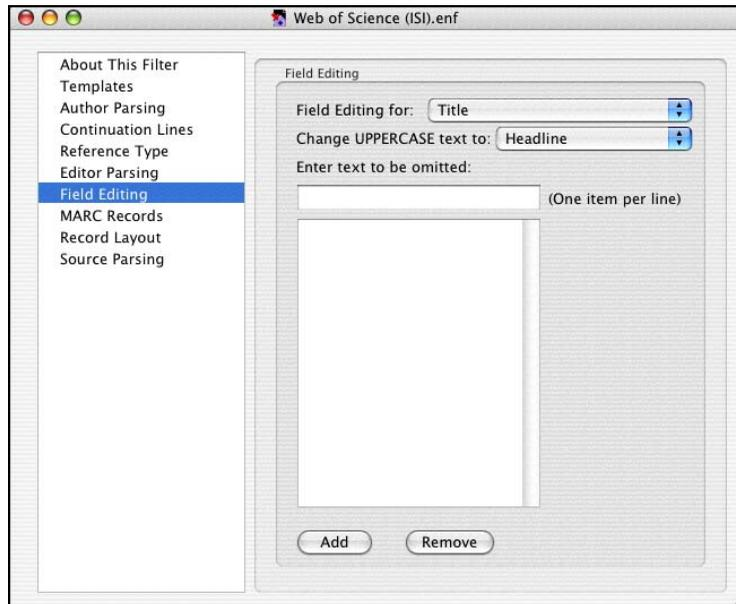 Web of Science (ISI).enf
About This Filter
Templates
Author Parsing
Continuation Lines
Reference Type
Editor Parsing
Field Editing
MARC Records
Record Layout
Source Parsing
Field Editing
Field Editing for: Title
Change UPPERCASE text to: Headline
Enter text to be omitted:
(One item per line)
Add Remove